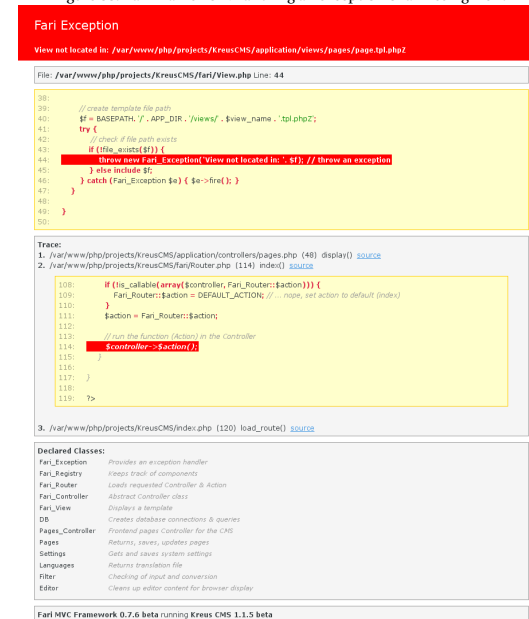 Fari Exception
View not located in: /var/www/php/projects/KreusCMS/application/views/pages/page.tpl.phpZ
File: /var/www/php/projects/KreusCMS/fari/View.php Line: 44
38:
39: // create template file path
40: $f = BASEPATH. '/' . APP_DIR . '/views/' . $view_name . '.tpl.phpZ';
41: try {
42: // check if file path exists
43: if (!file_exists($f)) {
44: throw new Fari_Exception('View not located in: '. $f); // throw an exception
45: } else include $f;
46: } catch (Fari_Exception $e) { $e->fire(); }
47: }
48:
49: }
50:
Trace:
1. /var/www/php/projects/KreusCMS/application/controllers/pages.php (48) display() source
2. /var/www/php/projects/KreusCMS/fari/Router.php (114) index() source
108: if (!is_callable(array($controller, Fari_Router::$action))) {
109: Fari_Router::$action = DEFAULT_ACTION; // ... nope, set action to default (index)
110: }
111: $action = Fari_Router::$action;
112:
113: // run the function (Action) in the Controller
114: $controller->$action();
115: }
116:
117: }
118:
119: ?>
3. /var/www/php/projects/KreusCMS/index.php (120) load_route() source
Declared Classes:
Fari_Exception Provides an exception handler
Fari_Registry Keeps track of components
Fari_Router Loads requested Controller & Action
Fari_Controller Abstract Controller class
Fari_View Displays a template
DB Creates database connections & queries
Pages_Controller Frontend pages Controller for the CMS
Pages Returns, saves, updates pages
Settings Gets and saves system settings
Languages Returns translation file
Filter Checking of input and conversion
Editor Cleans up editor content for browser display
Fari MVC Framework 0.7.6 beta running Kreus CMS 1.1.5 beta